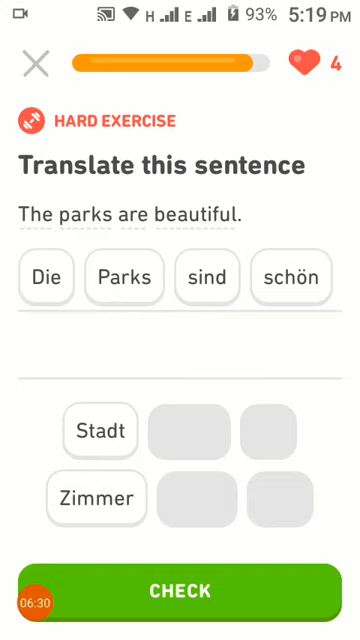 H E 93% 5:19 PM
4
HARD EXERCISE
Translate this sentence
The parks are beautiful.
Die Parks sind schön
Stadt
Zimmer
CHECK
06:30